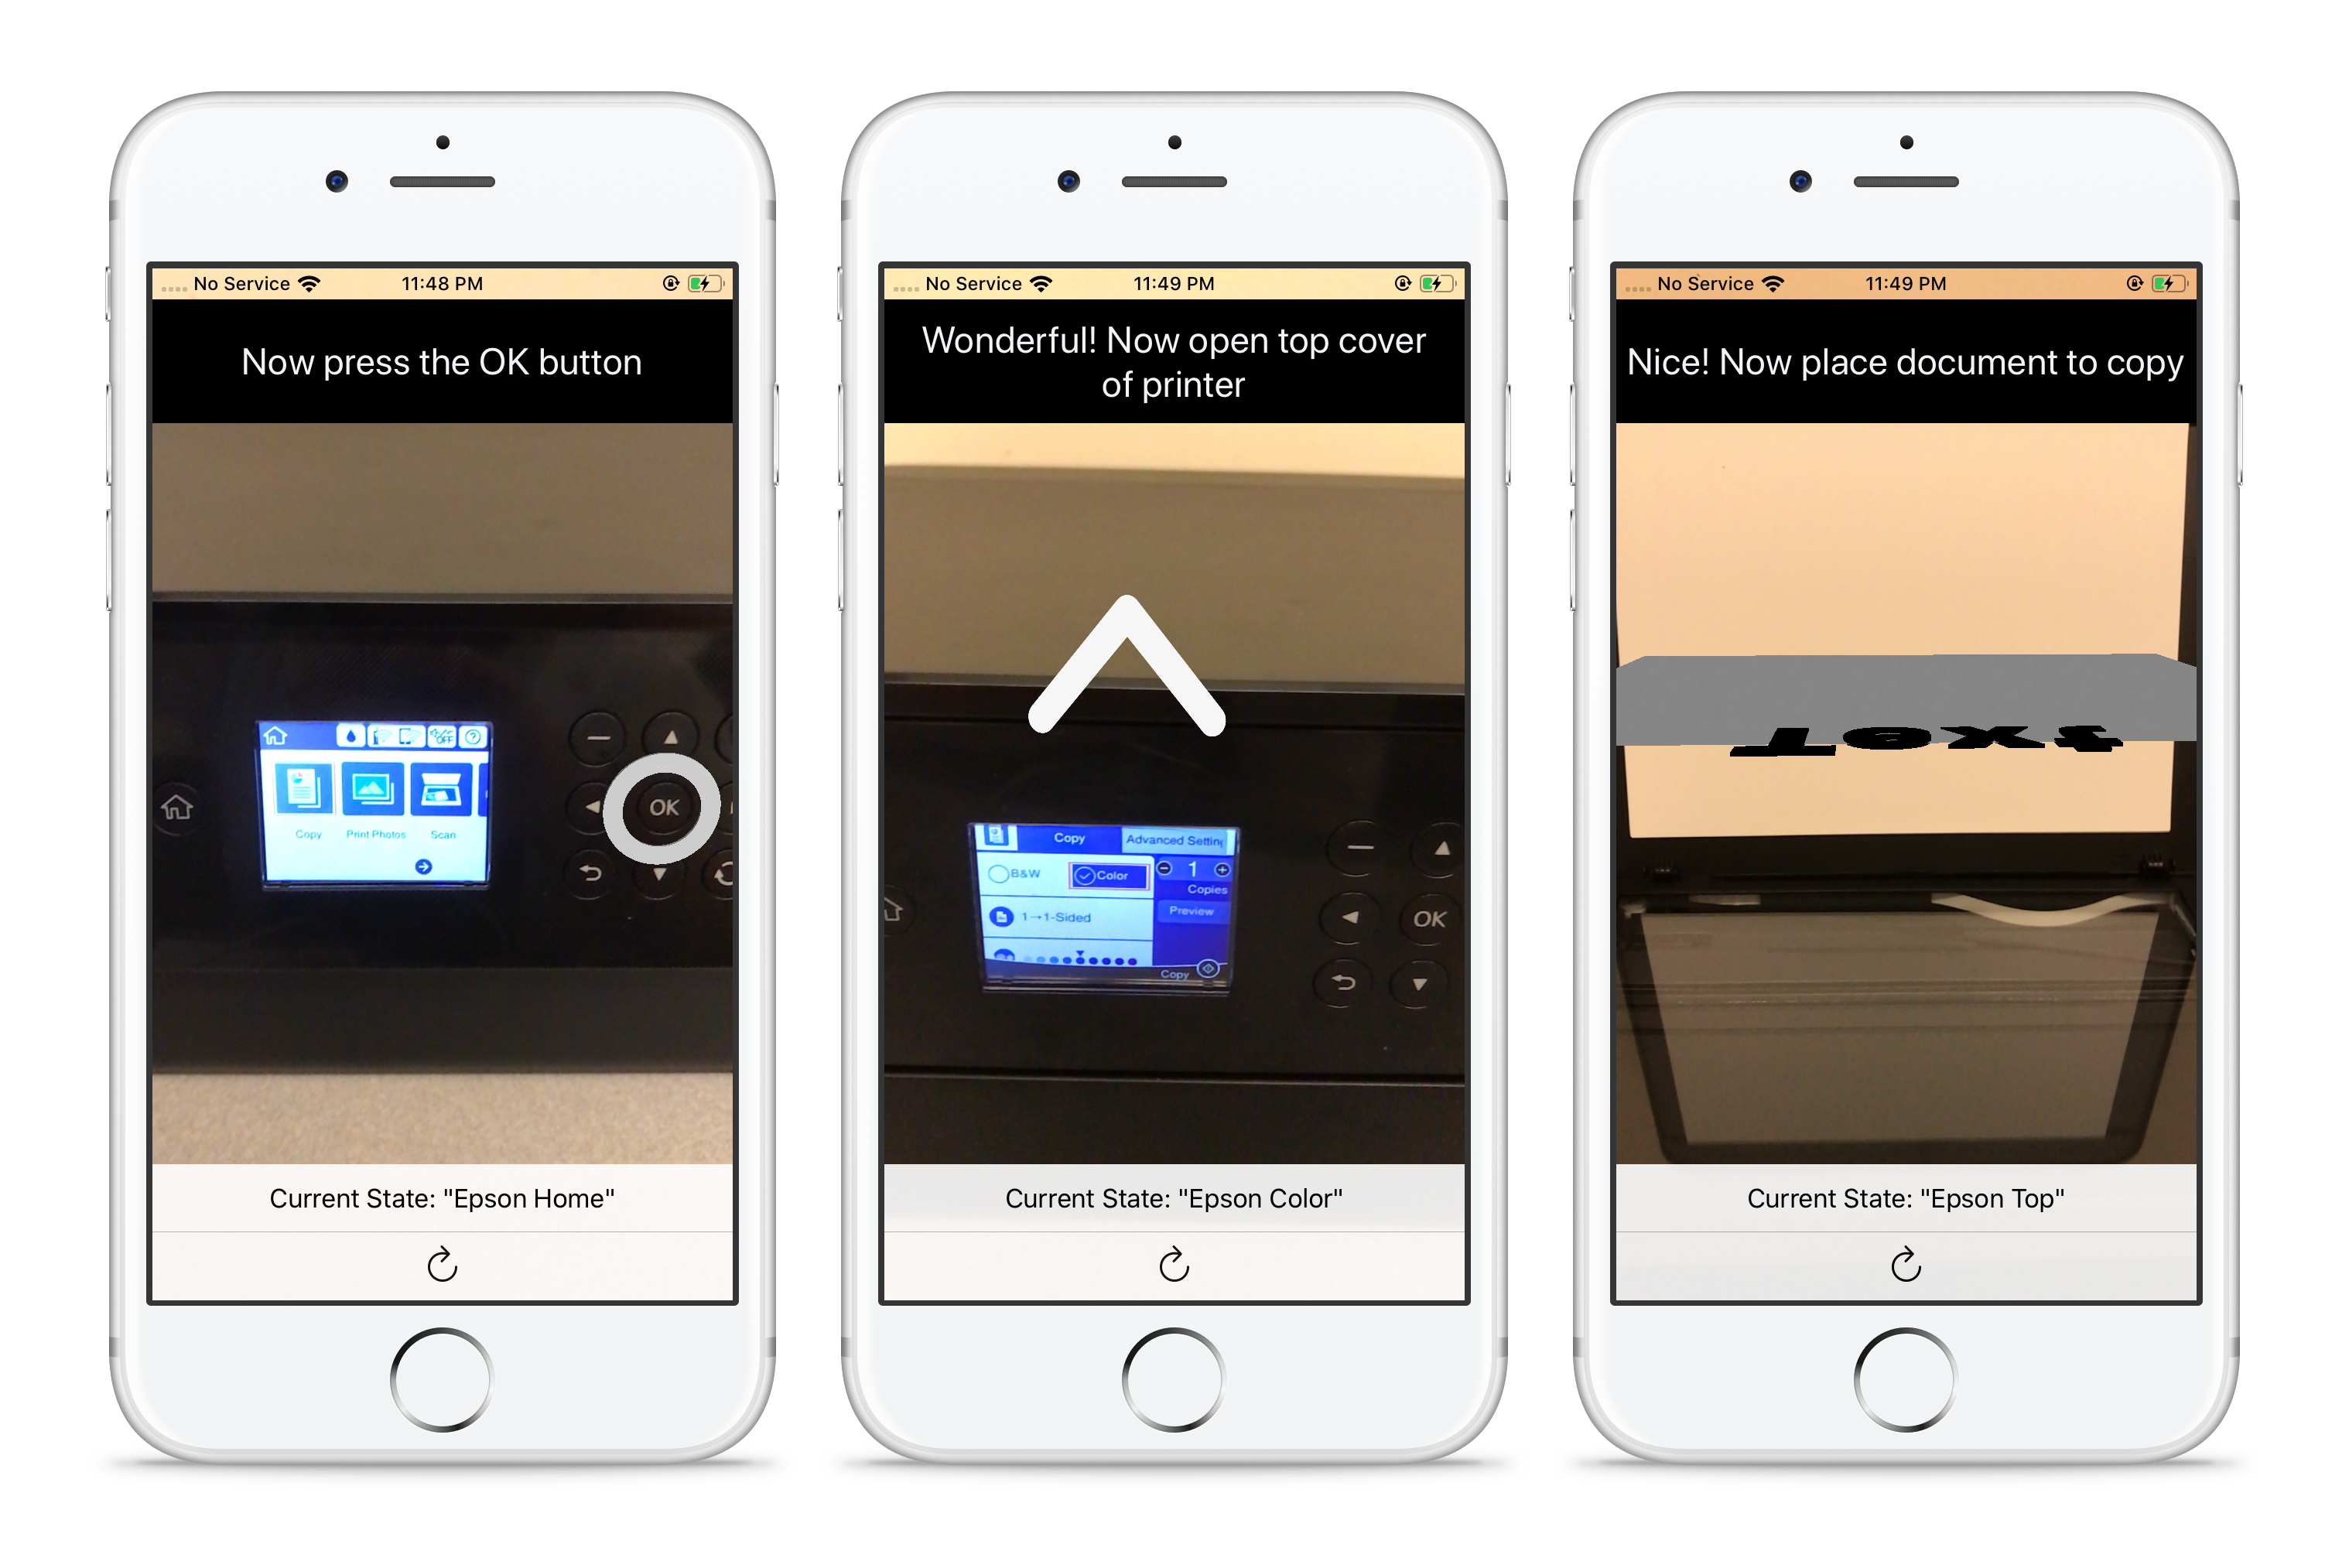 No Service 11:48 PM
Now press the OK button
OFF ?
Copy Print Photos Scan
OK
Current State: "Epson Home"
No Service 11:49 PM
Wonderful! Now open top cover
of printer
Copy Advanced Settin
B&W Color 1
Copies
1→1-Sided Preview
OK
Copy
Current State: "Epson Color"
No Service 11:49 PM
Nice! Now place document to copy
Text
Current State: "Epson Top"